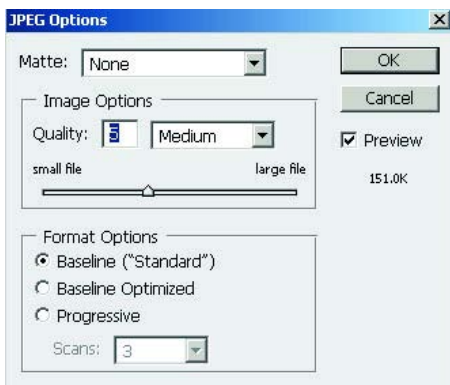 JPEG Options
Matte: None
OK
Cancel
Preview
151.0K
Image Options
Quality: 5 Medium
small file large file
Format Options
Baseline (“Standard”)
Baseline Optimized
Progressive
Scans: 3